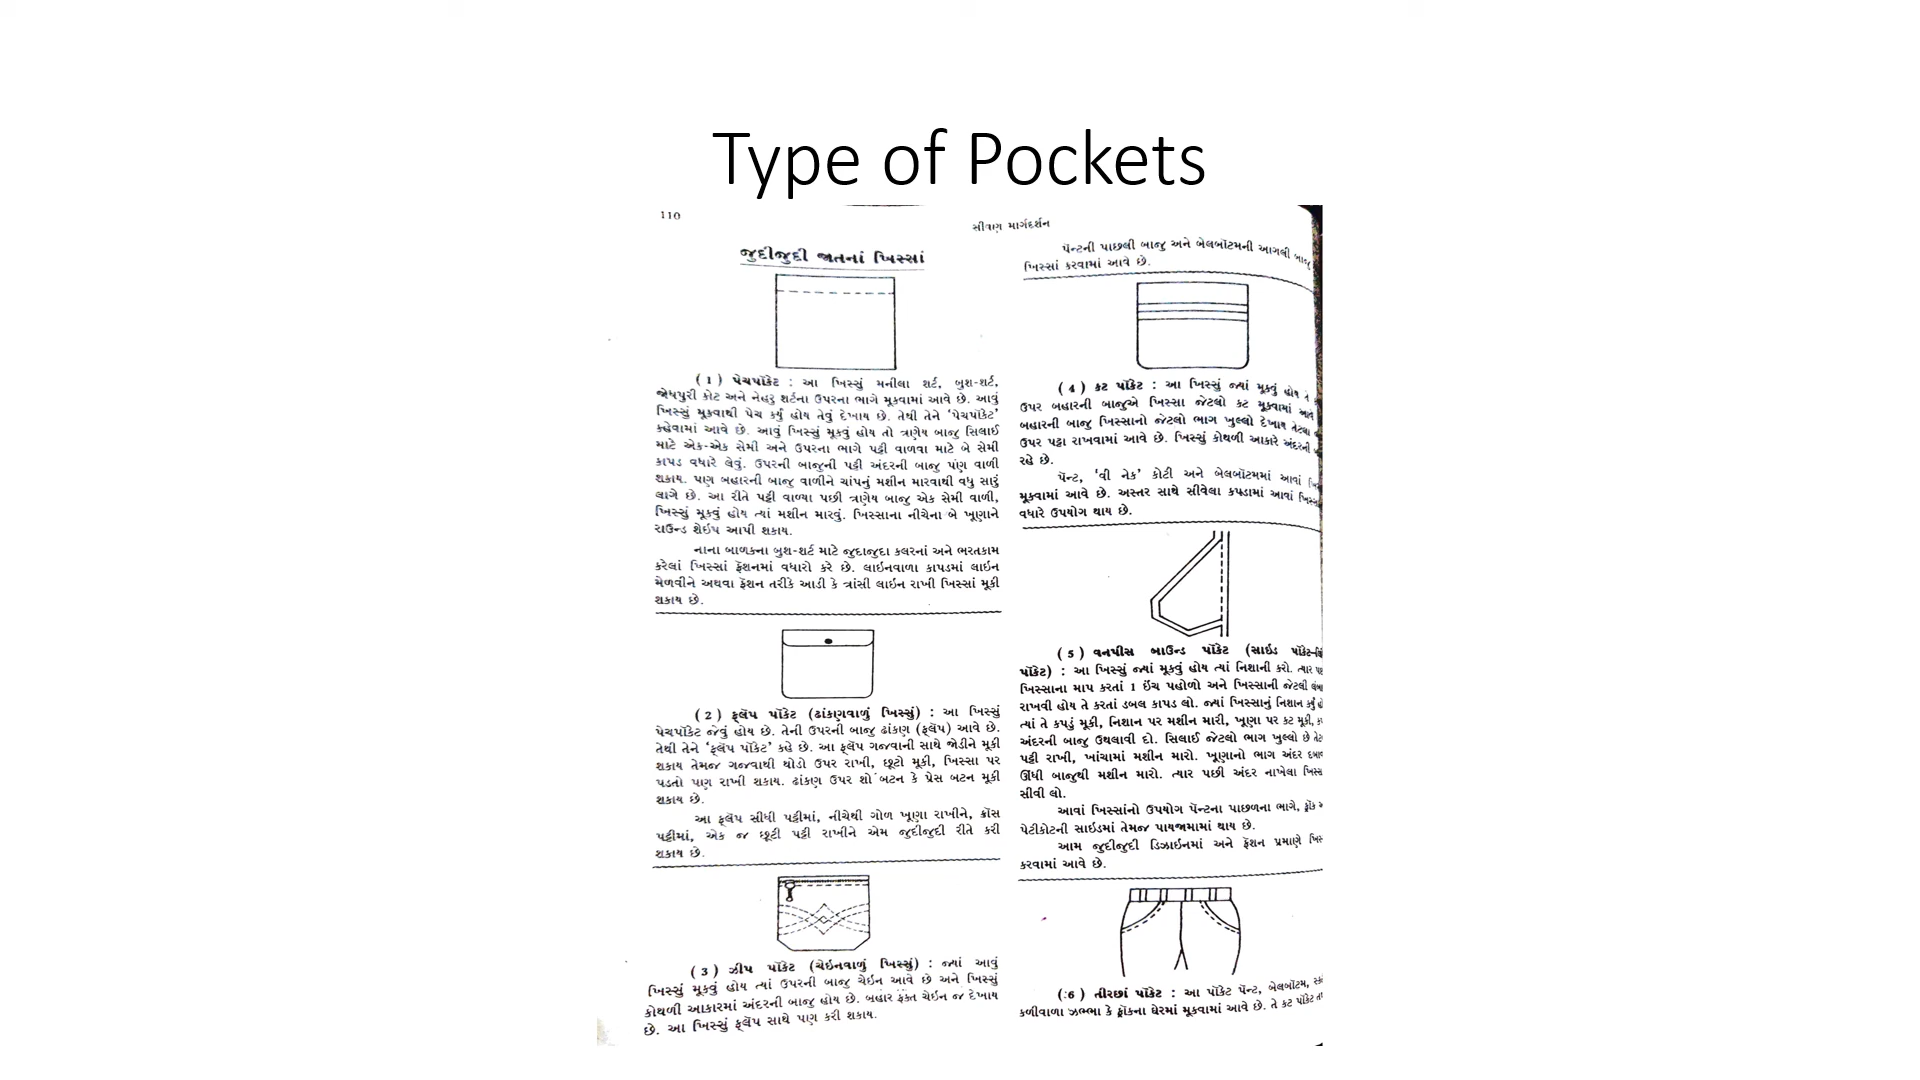 Type of Pockets
110
સીવણ માર્ગદર્શન
જુદીજુદી જાતનાં ખિસ્સાં
(1) પેચપૉકેટ : આ ખિસ્સું મનીલા શર્ટ, બુશ-શર્ટ,
જોધપુરી કોટ અને નેહરુ શર્ટના ઉપરના ભાગે મૂકવામાં આવે છે. આવું
ખિસ્સું મૂકવાથી પેચ કર્યું હોય તેવું દેખાય છે. તેથી તેને ‘પેચપૉકેટ’
કહેવામાં આવે છે. આવું ખિસ્સું મૂકવું હોય તો ત્રણેય બાજુ સિલાઈ
માટે એક-એક સેમી અને ઉપરના ભાગે પટ્ટી વાળવા માટે બે સેમી
કાપડ વધારે લેવું. ઉપરની બાજુની પટ્ટી અંદરની બાજુ પણ વાળી
શકાય. પણ બહારની બાજુ વાળીને ચાંપનું મશીન મારવાથી વધુ સારું
લાગે છે. આ રીતે પટ્ટી વાળ્યા પછી ત્રણેય બાજુ એક સેમી વાળી,
ખિસ્સું મૂકવું હોય ત્યાં મશીન મારવું. ખિસ્સાના નીચેના બે ખૂણાને
રાઉન્ડ શેઇપ આપી શકાય.
નાના બાળકના બુશ-શર્ટ માટે જુદાજુદા કલરનાં અને ભરતકામ
કરેલાં ખિસ્સાં ફૅશનમાં વધારો કરે છે. લાઇનવાળા કાપડમાં લાઇન
મેળવીને અથવા ફૅશન તરીકે આડી કે ત્રાંસી લાઇન રાખી ખિસ્સાં મૂકી
શકાય છે.
(2) ફ્લૅપ પૉકેટ (ઢાંકણવાળું ખિસ્સું) : આ ખિસ્સું
પેચપૉકેટ જેવું હોય છે. તેની ઉપરની બાજુ ઢાંકણ (ફ્લૅપ) આવે છે.
તેથી તેને ‘ફ્લૅપ પૉકેટ’ કહે છે. આ ફ્લૅપ ગજવાની સાથે જોડીને મૂકી
શકાય તેમજ ગજવાથી થોડો ઉપર રાખી, છૂટો મૂકી, ખિસ્સા પર
પડતો પણ રાખી શકાય. ઢાંકણ ઉપર શો બટન કે પ્રેસ બટન મૂકી
શકાય છે.
આ ફ્લૅપ સીધી પટ્ટીમાં, નીચેથી ગોળ ખૂણા રાખીને, ક્રૉસ
પટ્ટીમાં, એક જ છૂટી પટ્ટી રાખીને એમ જુદીજુદી રીતે કરી
શકાય છે.
(3) ઝીપ પૉકેટ (ચેઇનવાળું ખિસ્સું) : જ્યાં આવું
ખિસ્સું મૂકવું હોય ત્યાં ઉપરની બાજુ ચેઇન આવે છે અને ખિસ્સું
કોથળી આકારમાં અંદરની બાજુ હોય છે. બહાર ફક્ત ચેઇન જ દેખાય
છે. આ ખિસ્સું ફ્લૅપ સાથે પણ કરી શકાય.
પૅન્ટની પાછલી બાજુ અને બેલબૉટમની આગલી બાજુ
ખિસ્સાં કરવામાં આવે છે.
(4) કટ પૉકેટ : આ ખિસ્સું જ્યાં મૂકવું હોય તે
ઉપર બહારની બાજુએ ખિસ્સા જેટલો કટ મૂકવામાં આવે
બહારની બાજુ ખિસ્સાનો જેટલો ભાગ ખુલ્લો દેખાય તેટલા
ઉપર પટ્ટા રાખવામાં આવે છે. ખિસ્સું કોથળી આકારે અંદરની
રહે છે.
પૅન્ટ, ‘વી નેક’ કોટી અને બેલબૉટમમાં આવાં
મૂકવામાં આવે છે. અસ્તર સાથે સીવેલા કપડામાં આવાં
વધારે ઉપયોગ થાય છે.
(5) વનપીસ બાઉન્ડ પૉકેટ (સાઇડ પૉકેટ
પૉકેટ) : આ ખિસ્સું જ્યાં મૂકવું હોય ત્યાં નિશાની કરો. ત્યાર
ખિસ્સાના માપ કરતાં 1 ઇંચ પહોળો અને ખિસ્સાની જેટલી
રાખવી હોય તે કરતાં ડબલ કાપડ લો. જ્યાં ખિસ્સાનું નિશાન કર્યું
ત્યાં તે કપડું મૂકી, નિશાન પર મશીન મારી, ખૂણા પર કટ મૂકી,
અંદરની બાજુ ઉથલાવી દો. સિલાઈ જેટલો ભાગ ખુલ્લો છે
પટ્ટી રાખી, ખાંચામાં મશીન મારો. ખૂણાનો ભાગ અંદર
ઊંધી બાજુથી મશીન મારો. ત્યાર પછી અંદર નાખેલા
સીવી લો.
આવાં ખિસ્સાંનો ઉપયોગ પૅન્ટના પાછળના ભાગે, ફ્રૉક
પેટીકોટની સાઇડમાં તેમજ પાયજામામાં થાય છે.
આમ જુદીજુદી ડિઝાઇનમાં અને ફૅશન પ્રમાણે
કરવામાં આવે છે.
(6) તીરછાં પૉકેટ : આ પૉકેટ પૅન્ટ, બેલબૉટમ,
કળીવાળા ઝભ્ભા કે ફ્રૉકના ઘેરમાં મૂકવામાં આવે છે. તે કટ પૉકેટ